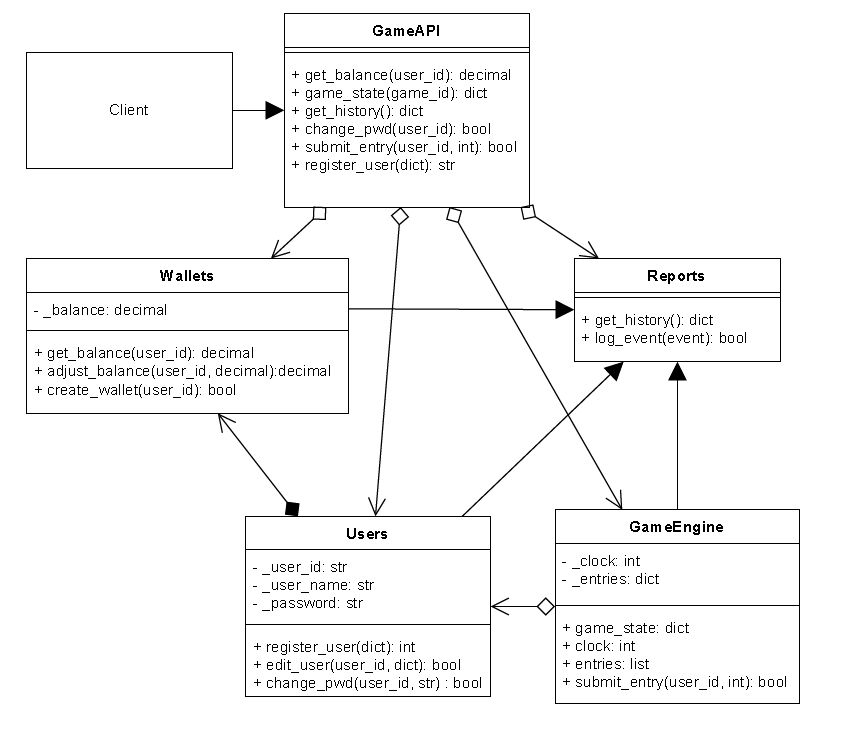 GameAPI
+ get_balance(user_id): decimal
+ game_state(game_id): dict
+ get_history(): dict
+ change_pwd(user_id): bool
+ submit_entry(user_id, int): bool
+ register_user(dict): str
Client
Wallets
- _balance: decimal
+ get_balance(user_id): decimal
+ adjust_balance(user_id, decimal):decimal
+ create_wallet(user_id): bool
Reports
+ get_history(): dict
+ log_event(event): bool
Users
- _user_id: str
- _user_name: str
- _password: str
+ register_user(dict): int
+ edit_user(user_id, dict): bool
+ change_pwd(user_id, str) : bool
GameEngine
- _clock: int
- _entries: dict
+ game_state: dict
+ clock: int
+ entries: list
+ submit_entry(user_id, int): bool